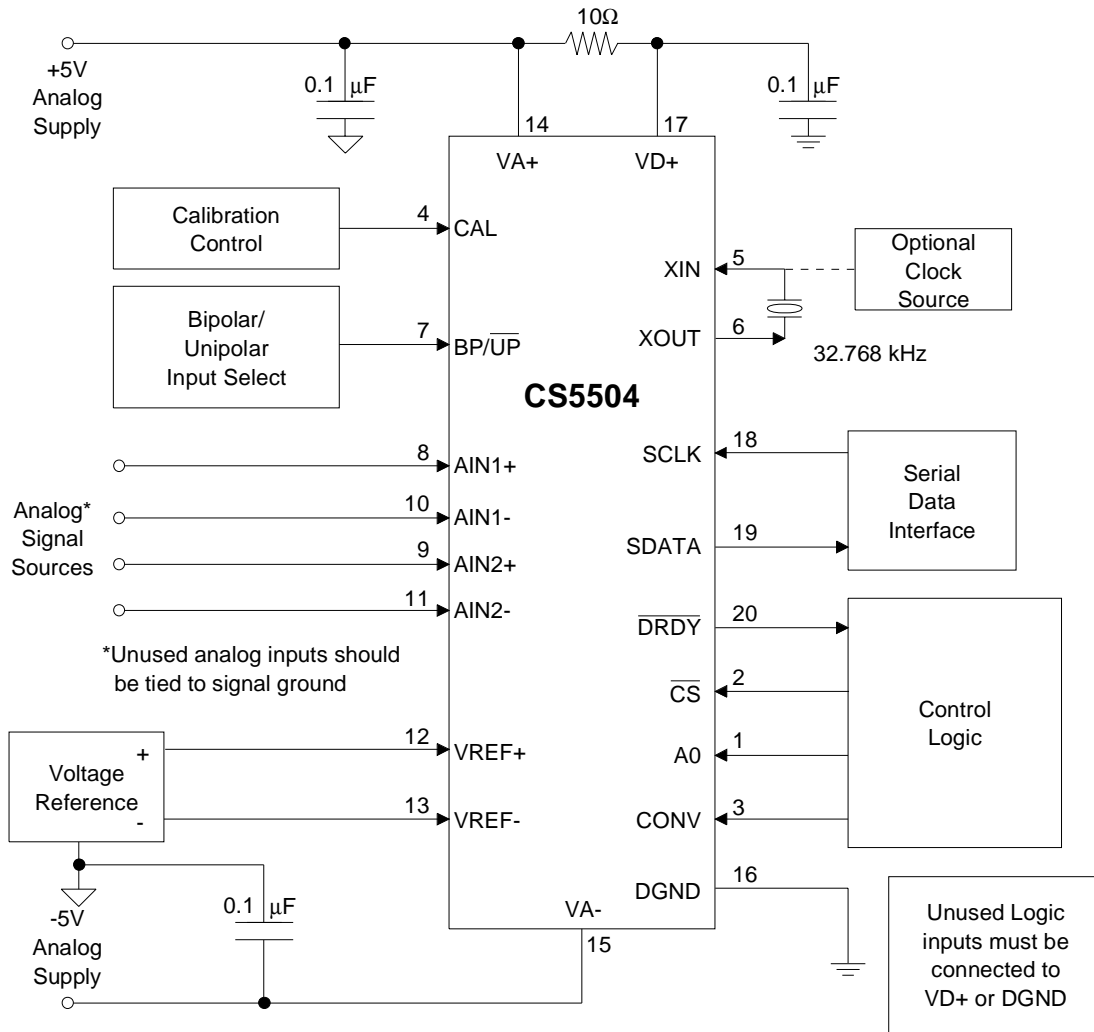 10Ω
+5V
Analog
Supply
0.1 μF
0.1 μF
14
17
VA+
VD+
Calibration
Control
4
CAL
Optional
Clock
Source
5
XIN
Bipolar/
Unipolar
Input Select
7
BP/U̅P̅
6
XOUT
32.768 kHz
CS5504
8
AIN1+
18
SCLK
Serial
Data
Interface
Analog*
Signal
Sources
10
AIN1-
9
AIN2+
19
SDATA
11
AIN2-
20
D̅R̅D̅Y̅
*Unused analog inputs should
be tied to signal ground
2
C̅S̅
Control
Logic
1
A0
Voltage
Reference
+
-
12
VREF+
13
VREF-
3
CONV
16
DGND
-5V
Analog
Supply
0.1 μF
VA-
15
Unused Logic
inputs must be
connected to
VD+ or DGND